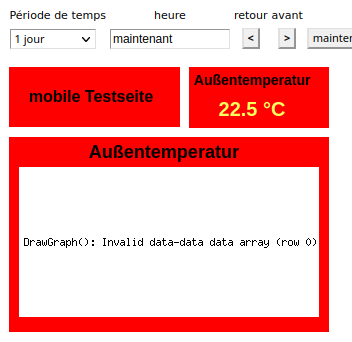 Période de temps heure retour avant
1 jour maintenant < >
mobile Testseite
Außentemperatur
22.5 °C
Außentemperatur
DrawGraph(): Invalid data-data data array (row 0)